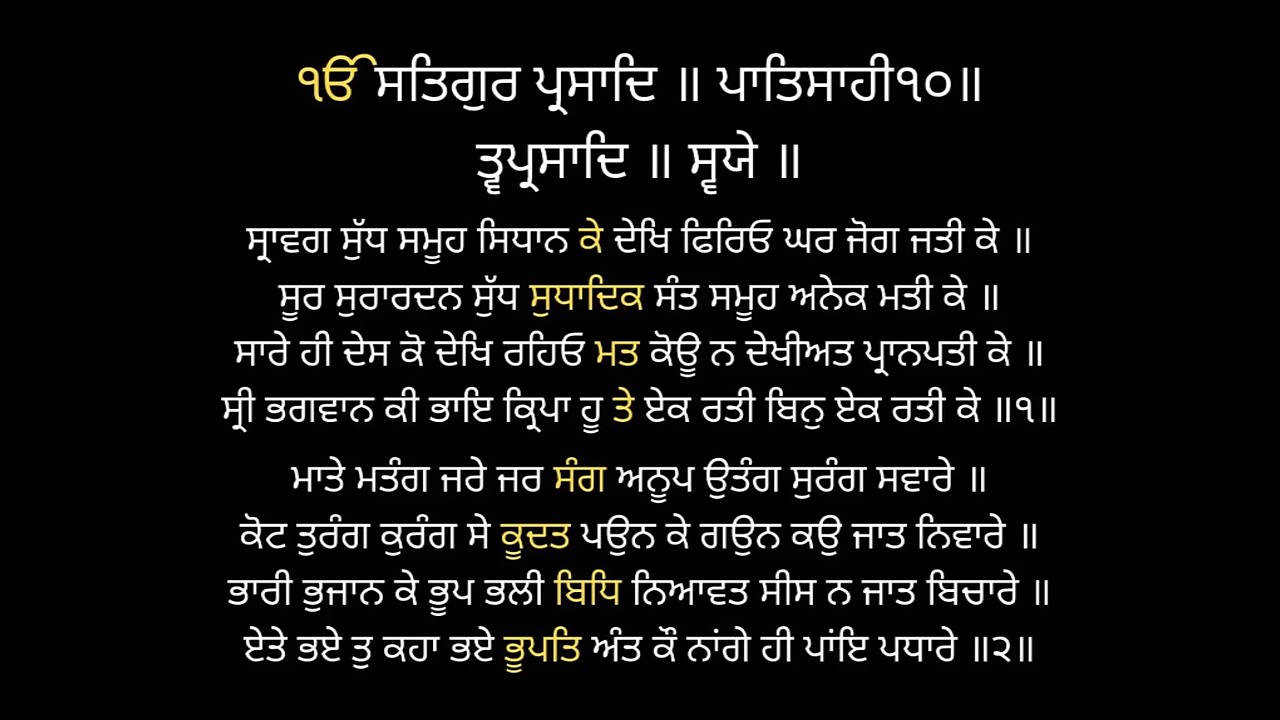 ੴ ਸਤਿਗੁਰ ਪ੍ਰਸਾਦਿ ॥ ਪਾਤਿਸਾਹੀ੧੦॥
ਤ੍ਵਪ੍ਰਸਾਦਿ ॥ ਸ੍ਵਯੇ ॥
ਸ੍ਰਾਵਗ ਸੁੱਧ ਸਮੂਹ ਸਿਧਾਨ ਕੇ ਦੇਖਿ ਫਿਰਿਓ ਘਰ ਜੋਗ ਜਤੀ ਕੇ ॥
ਸੂਰ ਸੁਰਾਰਦਨ ਸੁੱਧ ਸੁਧਾਦਿਕ ਸੰਤ ਸਮੂਹ ਅਨੇਕ ਮਤੀ ਕੇ ॥
ਸਾਰੇ ਹੀ ਦੇਸ ਕੋ ਦੇਖਿ ਰਹਿਓ ਮਤ ਕੋਊ ਨ ਦੇਖੀਅਤ ਪ੍ਰਾਨਪਤੀ ਕੇ ॥
ਸ੍ਰੀ ਭਗਵਾਨ ਕੀ ਭਾਇ ਕ੍ਰਿਪਾ ਹੂ ਤੇ ਏਕ ਰਤੀ ਬਿਨੁ ਏਕ ਰਤੀ ਕੇ ॥੧॥
ਮਾਤੇ ਮਤੰਗ ਜਰੇ ਜਰ ਸੰਗ ਅਨੂਪ ਉਤੰਗ ਸੁਰੰਗ ਸਵਾਰੇ ॥
ਕੋਟ ਤੁਰੰਗ ਕੁਰੰਗ ਸੇ ਕੂਦਤ ਪਉਨ ਕੇ ਗਉਨ ਕਉ ਜਾਤ ਨਿਵਾਰੇ ॥
ਭਾਰੀ ਭੁਜਾਨ ਕੇ ਭੂਪ ਭਲੀ ਬਿਧਿ ਨਿਆਵਤ ਸੀਸ ਨ ਜਾਤ ਬਿਚਾਰੇ ॥
ਏਤੇ ਭਏ ਤੁ ਕਹਾ ਭਏ ਭੂਪਤਿ ਅੰਤ ਕੌ ਨਾਂਗੇ ਹੀ ਪਾਂਇ ਪਧਾਰੇ ॥੨॥